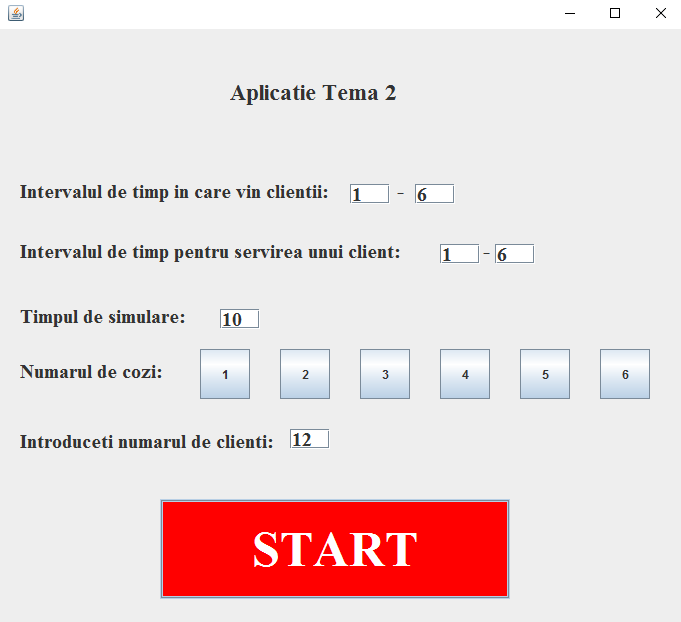 Aplicatie Tema 2
Intervalul de timp in care vin clientii: 1 - 6
Intervalul de timp pentru servirea unui client: 1 - 6
Timpul de simulare: 10
Numarul de cozi: 1 2 3 4 5 6
Introduceti numarul de clienti: 12
START